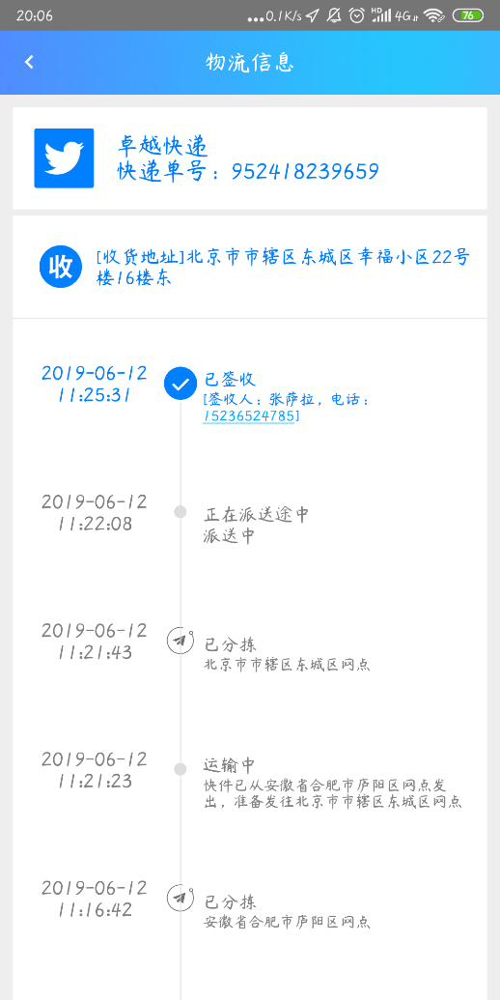 20:06
...0.1K/s
HD
4G
76
物流信息
卓越快递
快递单号：952418239659
收
[收货地址]北京市市辖区东城区幸福小区22号
楼16楼东
2019-06-12
11:25:31
已签收
[签收人：张萨拉，电话：
15236524785]
2019-06-12
11:22:08
正在派送途中
派送中
2019-06-12
11:21:43
已分拣
北京市市辖区东城区网点
2019-06-12
11:21:23
运输中
快件已从安徽省合肥市庐阳区网点发
出，准备发往北京市市辖区东城区网点
2019-06-12
11:16:42
已分拣
安徽省合肥市庐阳区网点